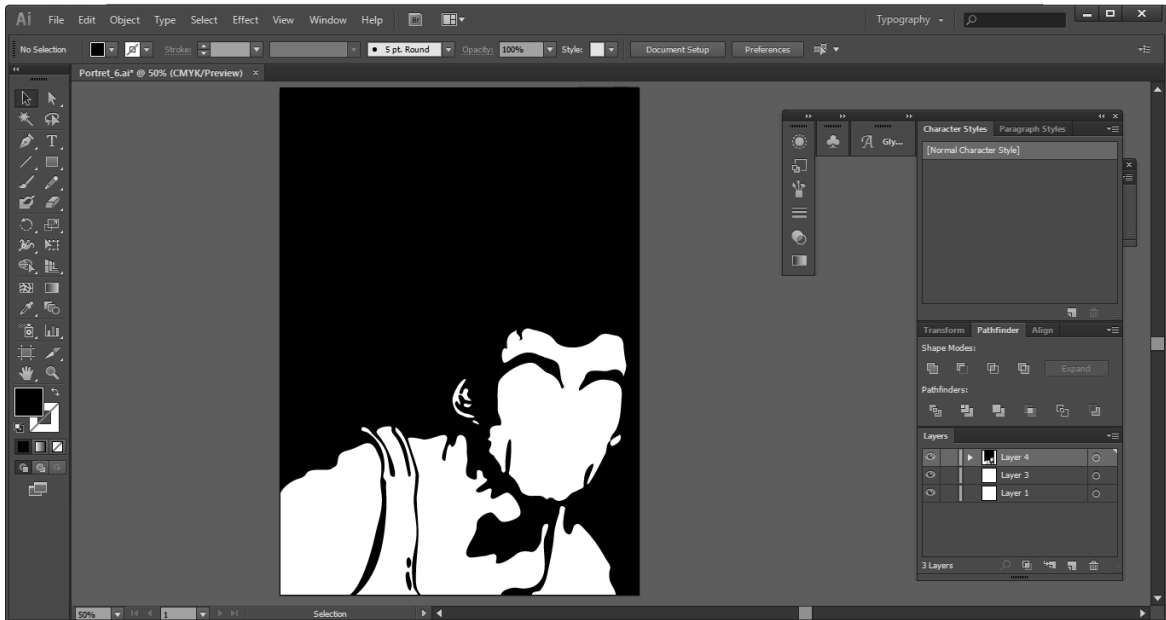 Ai File Edit Object Type Select Effect View Window Help Br Typography
No Selection Stroke: 5 pt. Round Opacity: 100% Style: Document Setup Preferences
Portret_6.ai* @ 50% (CMYK/Preview) ×
Gly...
Character Styles Paragraph Styles
[Normal Character Style]
Transform Pathfinder Align
Shape Modes:
Expand
Pathfinders:
Layers
Layer 4
Layer 3
Layer 1
3 Layers
50% 1 Selection